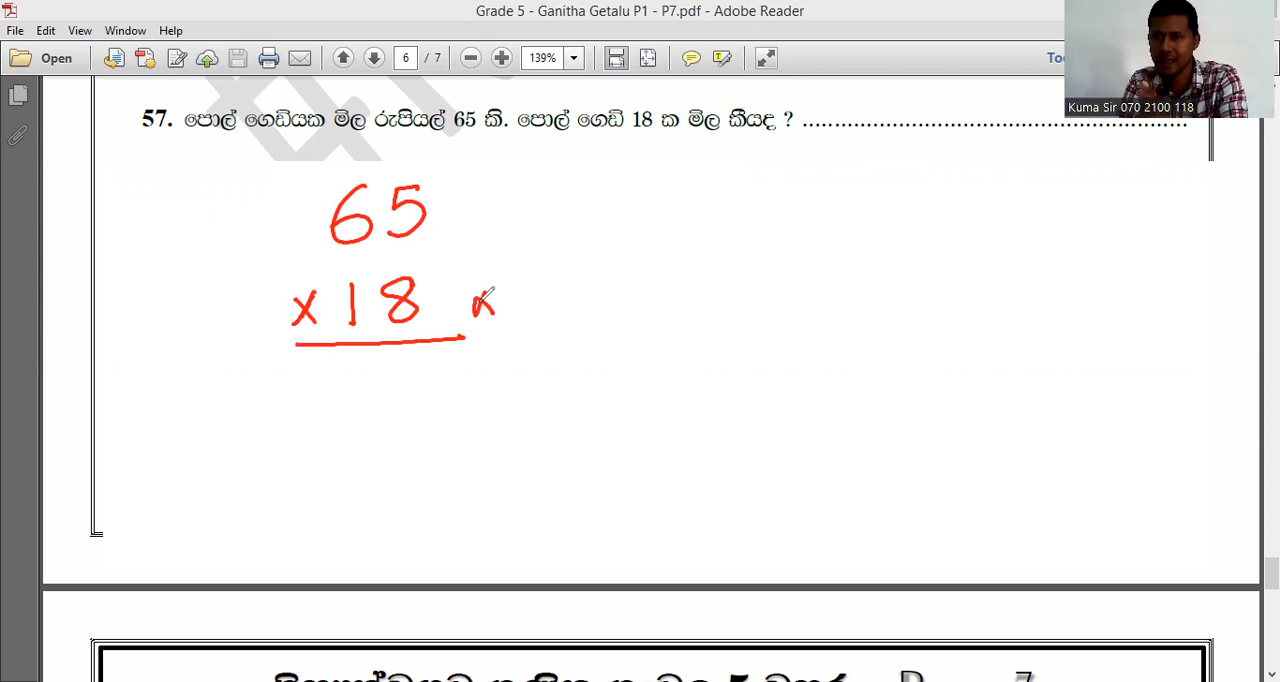 Grade 5 - Ganitha Getalu P1 - P7.pdf - Adobe Reader
File Edit View Window Help
Open 6 / 7 139%
Kuma Sir 070 2100 118
57. පොල් ගෙඩියක මිල රුපියල් 65 කි. පොල් ගෙඩි 18 ක මිල කීයද ? ......................................................
65
x 18 x